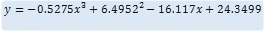 y = −0.5275x³ + 6.4952² − 16.117x + 24.3499